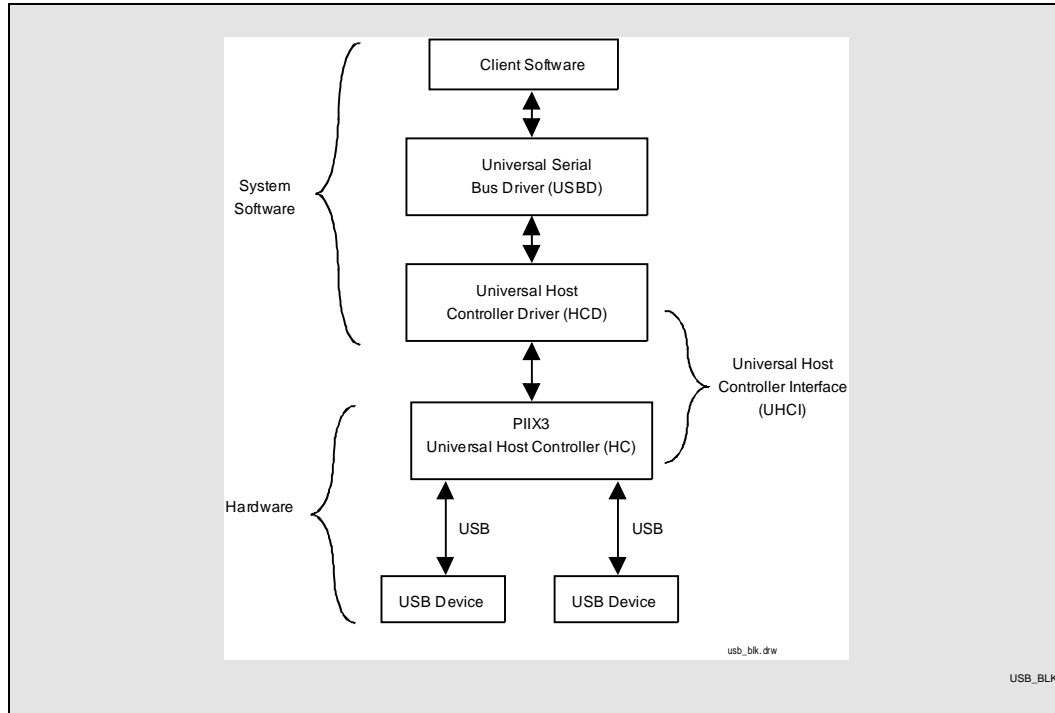 Client Software
Universal Serial
Bus Driver (USBD)
System
Software
Universal Host
Controller Driver (HCD)
Universal Host
Controller Interface
(UHCI)
PIIX3
Universal Host Controller (HC)
Hardware
USB
USB
USB Device
USB Device
usb_blk.drw
USB_BLK